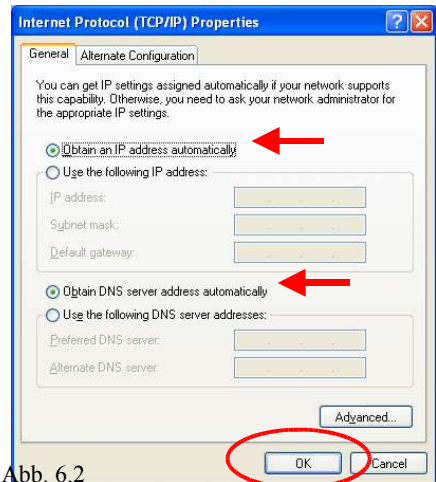 Internet Protocol (TCP/IP) Properties
General
Alternate Configuration
You can get IP settings assigned automatically if your network supports
this capability. Otherwise, you need to ask your network administrator for
the appropriate IP settings.
Obtain an IP address automatically
Use the following IP address:
IP address:
Subnet mask:
Default gateway:
Obtain DNS server address automatically
Use the following DNS server addresses:
Preferred DNS server:
Alternate DNS server:
Advanced...
OK
Cancel
Abb. 6.2